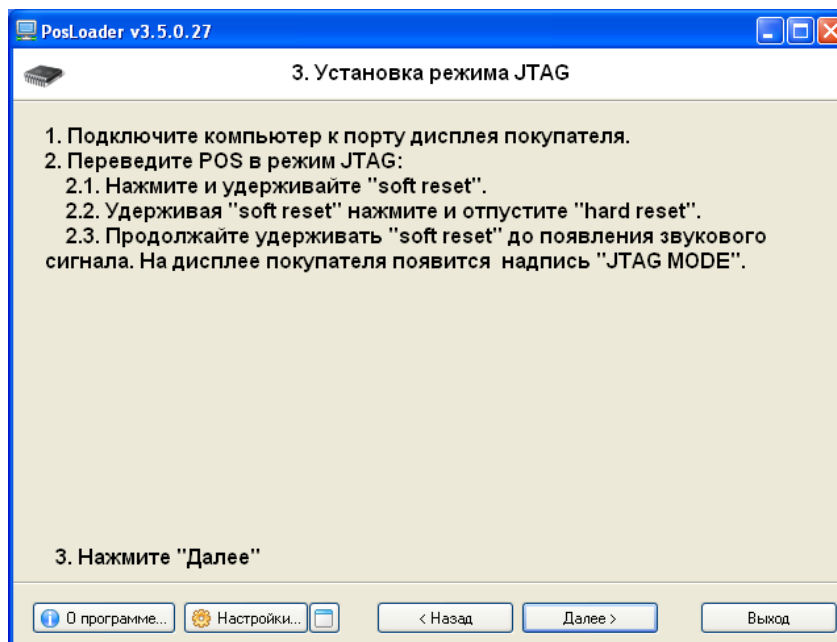 PosLoader v3.5.0.27
3. Установка режима JTAG
1. Подключите компьютер к порту дисплея покупателя.
2. Переведите POS в режим JTAG:
2.1. Нажмите и удерживайте "soft reset".
2.2. Удерживая "soft reset" нажмите и отпустите "hard reset".
2.3. Продолжайте удерживать "soft reset" до появления звукового
сигнала. На дисплее покупателя появится надпись "JTAG MODE".
3. Нажмите "Далее"
О программе... Настройки... < Назад Далее > Выход